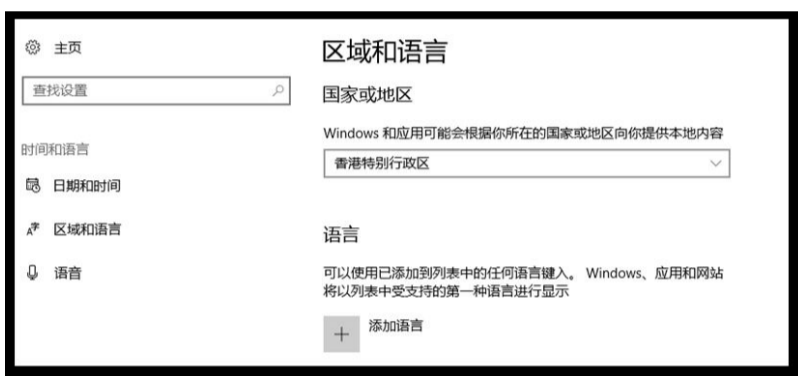 主页
查找设置
时间和语言
日期和时间
区域和语言
语音
区域和语言
国家或地区
Windows 和应用可能会根据你所在的国家或地区向你提供本地内容
香港特别行政区
语言
可以使用已添加到列表中的任何语言键入。 Windows、应用和网站
将以列表中受支持的第一种语言进行显示
添加语言